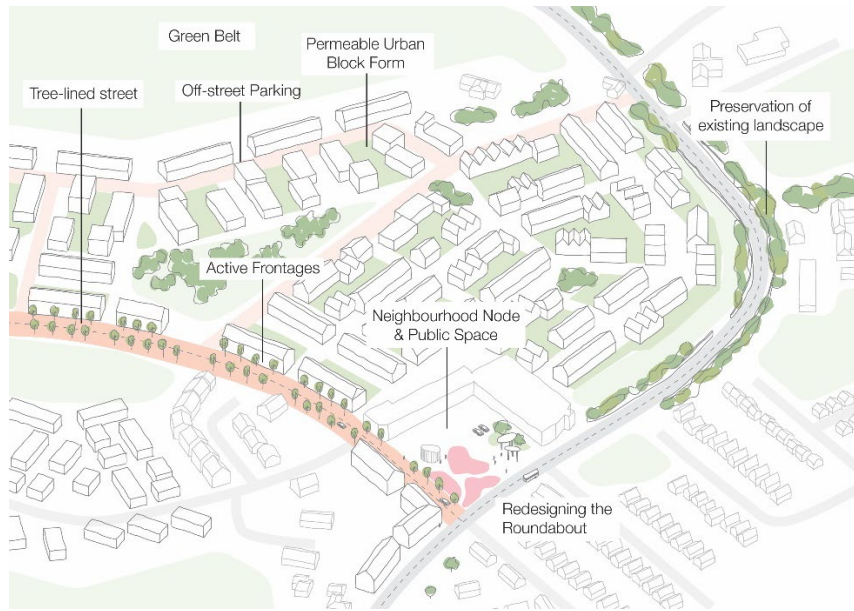 Green Belt
Permeable Urban
Block Form
Tree-lined street
Off-street Parking
Preservation of
existing landscape
Active Frontages
Neighbourhood Node
& Public Space
Redesigning the
Roundabout